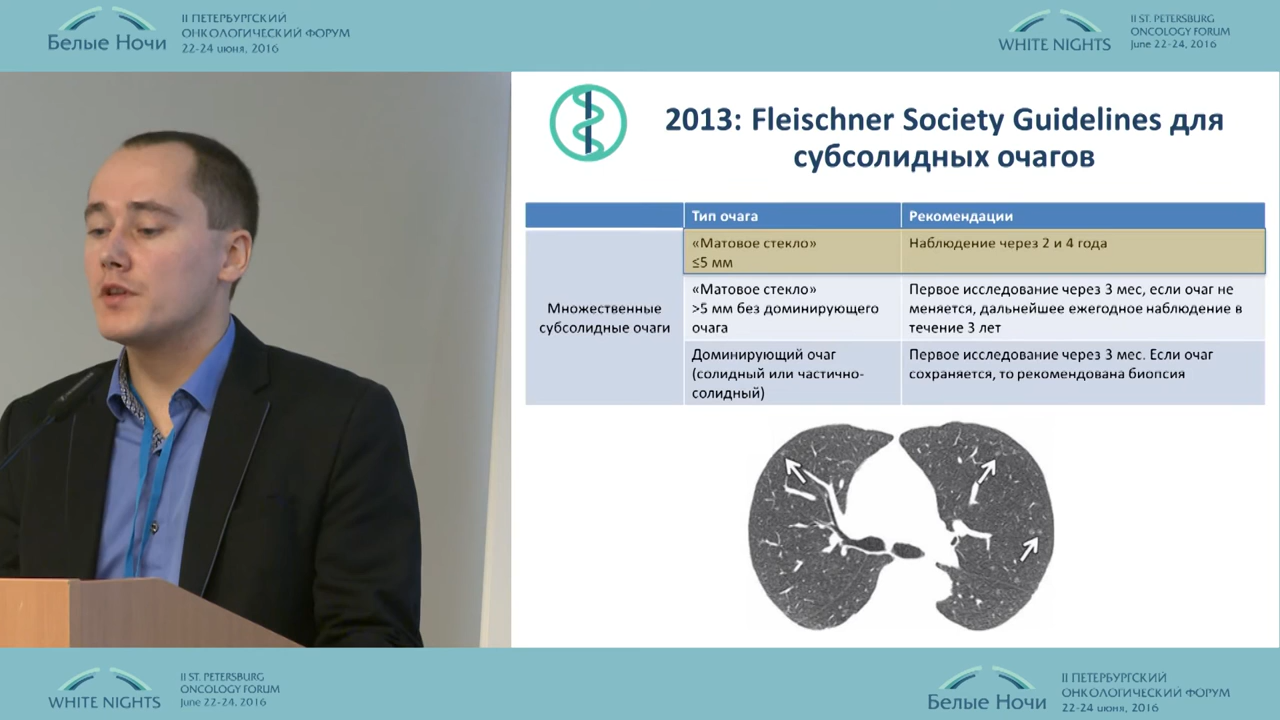 Белые Ночи
II ПЕТЕРБУРГСКИЙ
ОНКОЛОГИЧЕСКИЙ ФОРУМ
22-24 июня, 2016
WHITE NIGHTS
II ST. PETERSBURG
ONCOLOGY FORUM
June 22-24, 2016
2013: Fleischner Society Guidelines для
субсолидных очагов
Тип очага
Рекомендации
Множественные
субсолидные очаги
«Матовое стекло»
≤5 мм
Наблюдение через 2 и 4 года
«Матовое стекло»
>5 мм без доминирующего
очага
Первое исследование через 3 мес, если очаг не
меняется, дальнейшее ежегодное наблюдение в
течение 3 лет
Доминирующий очаг
(солидный или частично-
солидный)
Первое исследование через 3 мес. Если очаг
сохраняется, то рекомендована биопсия
WHITE NIGHTS
II ST. PETERSBURG
ONCOLOGY FORUM
June 22-24, 2016
Белые Ночи
II ПЕТЕРБУРГСКИЙ
ОНКОЛОГИЧЕСКИЙ ФОРУМ
22-24 июня, 2016